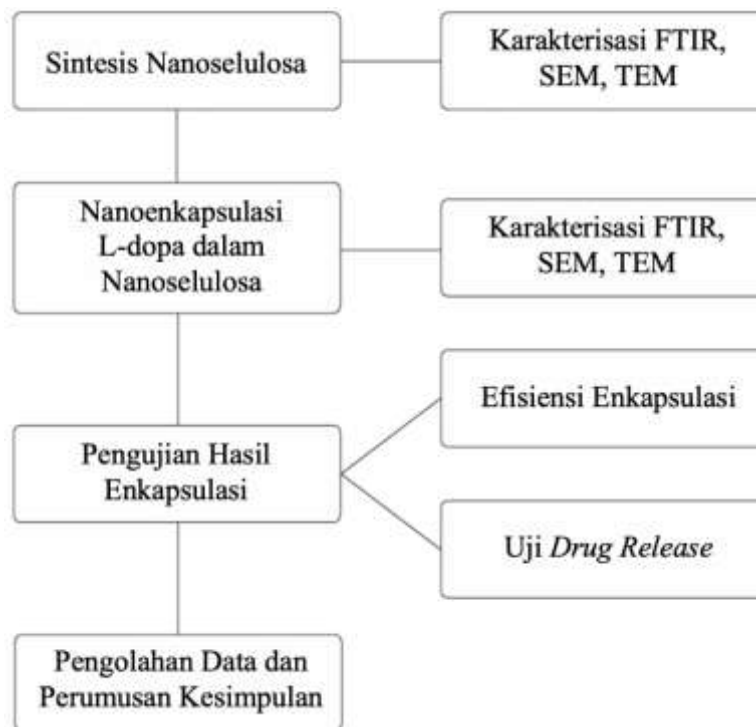 Sintesis Nanoselulosa
Karakterisasi FTIR,
SEM, TEM
Nanoenkapsulasi
L-dopa dalam
Nanoselulosa
Karakterisasi FTIR,
SEM, TEM
Efisiensi Enkapsulasi
Pengujian Hasil
Enkapsulasi
Uji Drug Release
Pengolahan Data dan
Perumusan Kesimpulan